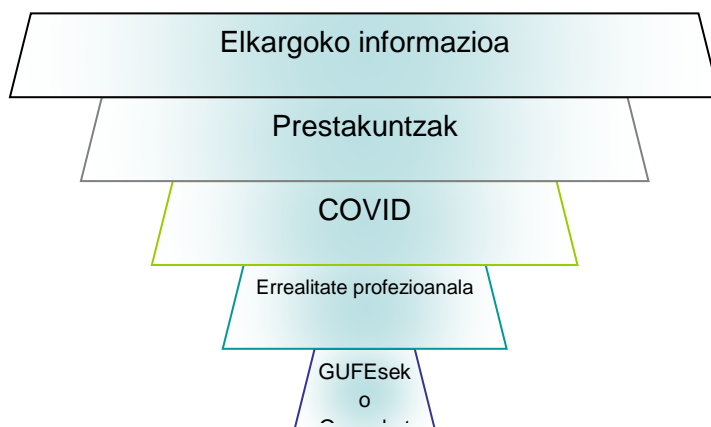 Elkargoko informazioa
Prestakuntzak
COVID
Errealitate profezioanala
GUFEsek
o